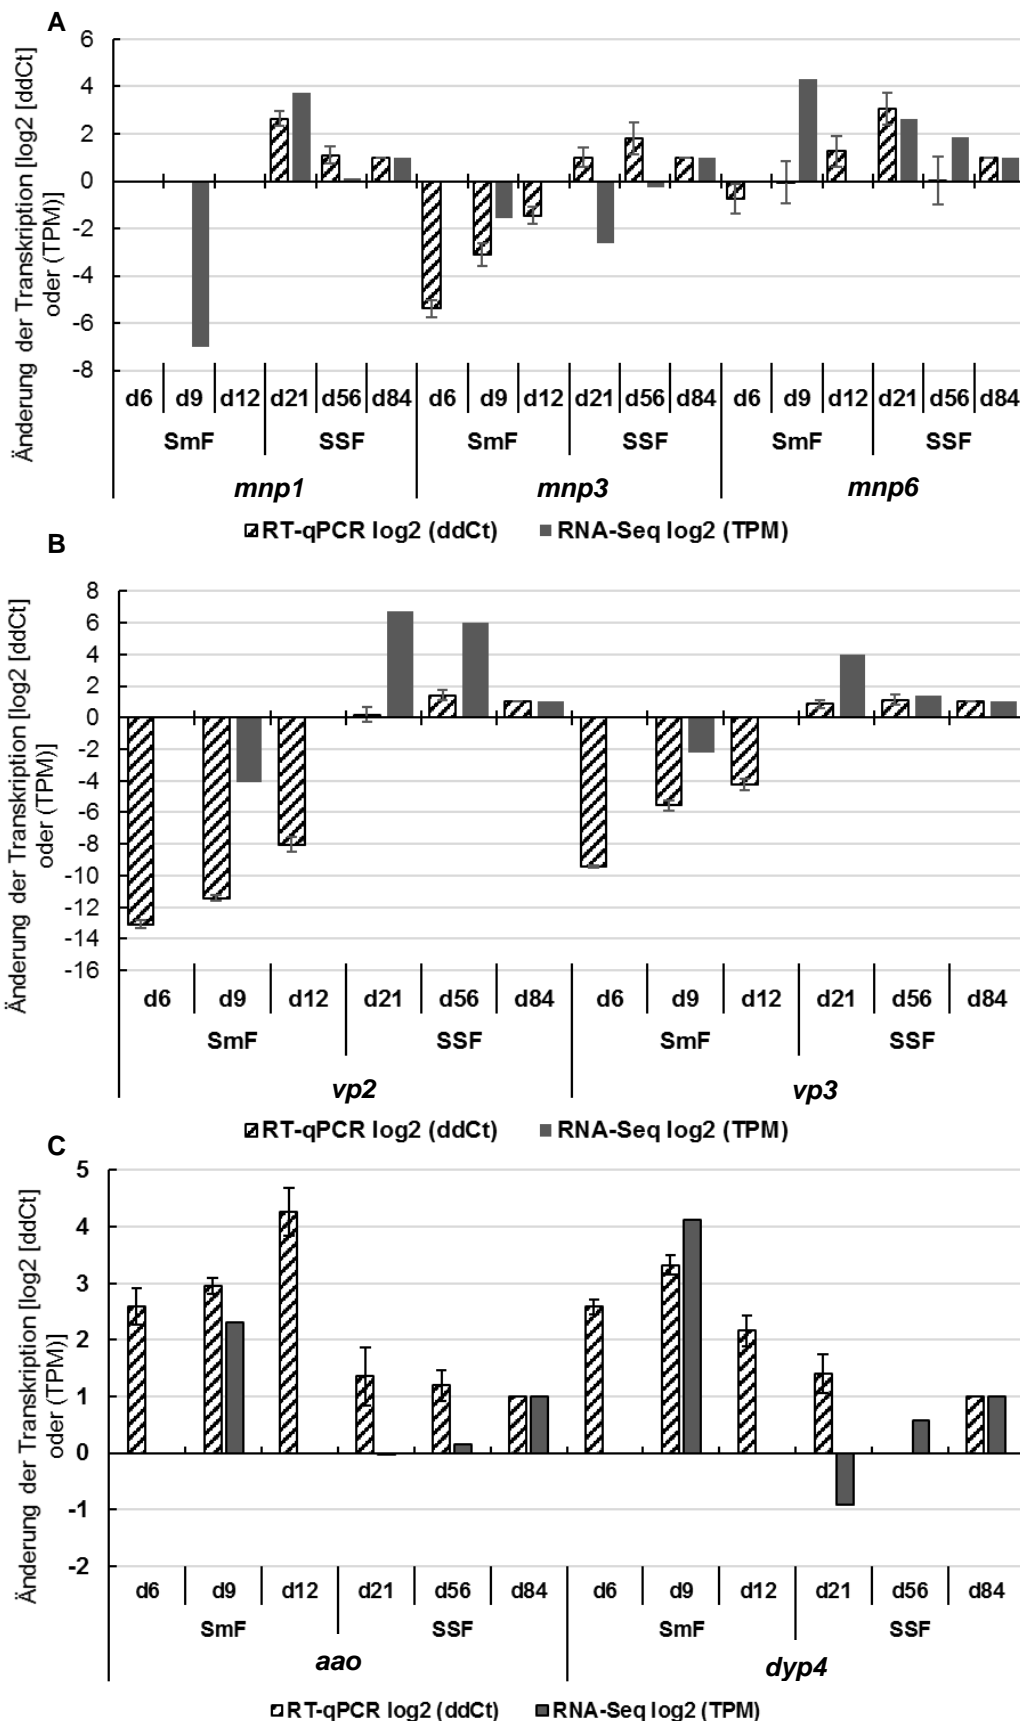 A
Änderung der Transkription [log2 [ddCt]
oder (TPM)]
6
4
2
0
-2
-4
-6
-8
d6 d9 d12 d21 d56 d84 d6 d9 d12 d21 d56 d84 d6 d9 d12 d21 d56 d84
SmF SSF SmF SSF SmF SSF
mnp1 mnp3 mnp6
RT-qPCR log2 (ddCt) RNA-Seq log2 (TPM)
B
Änderung der Transkription [log2 [ddCt]
oder (TPM)]
8
6
4
2
0
-2
-4
-6
-8
-10
-12
-14
-16
d6 d9 d12 d21 d56 d84 d6 d9 d12 d21 d56 d84
SmF SSF SmF SSF
vp2 vp3
RT-qPCR log2 (ddCt) RNA-Seq log2 (TPM)
C
Änderung der Transkription [log2 [ddCt]
oder (TPM)]
5
4
3
2
1
0
-1
-2
d6 d9 d12 d21 d56 d84 d6 d9 d12 d21 d56 d84
SmF SSF SmF SSF
aao dyp4
RT-qPCR log2 (ddCt) RNA-Seq log2 (TPM)